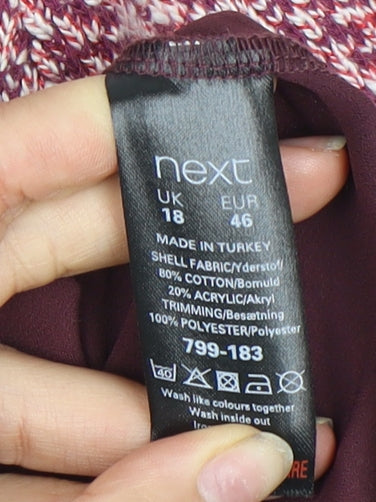 next
UK EUR
18 46
MADE IN TURKEY
SHELL FABRIC/Yderstof/
80% COTTON/Bomuld
20% ACRYLIC/Akryl
TRIMMING/Besætning
100% POLYESTER/Polyester
799-183
40
Wash like colours together
Wash inside out